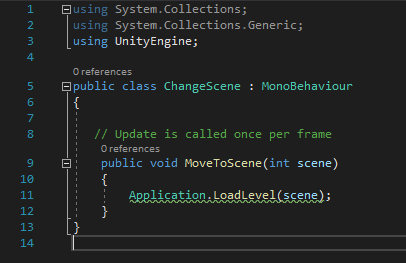 1 using System.Collections;
2 using System.Collections.Generic;
3 using UnityEngine;
4
0 references
5 public class ChangeScene : MonoBehaviour
6 {
7
8 // Update is called once per frame
0 references
9 public void MoveToScene(int scene)
10 {
11 Application.LoadLevel(scene);
12 }
13 }
14